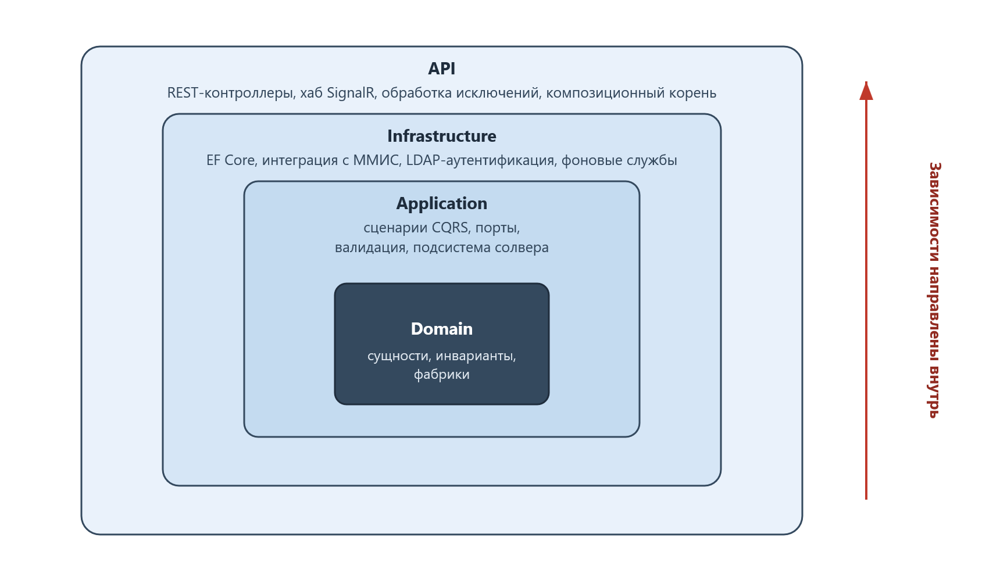 API
REST-контроллеры, хаб SignalR, обработка исключений, композиционный корень
Infrastructure
EF Core, интеграция с ММИС, LDAP-аутентификация, фоновые службы
Application
сценарии CQRS, порты,
валидация, подсистема солвера
Domain
сущности, инварианты,
фабрики
Зависимости направлены внутрь